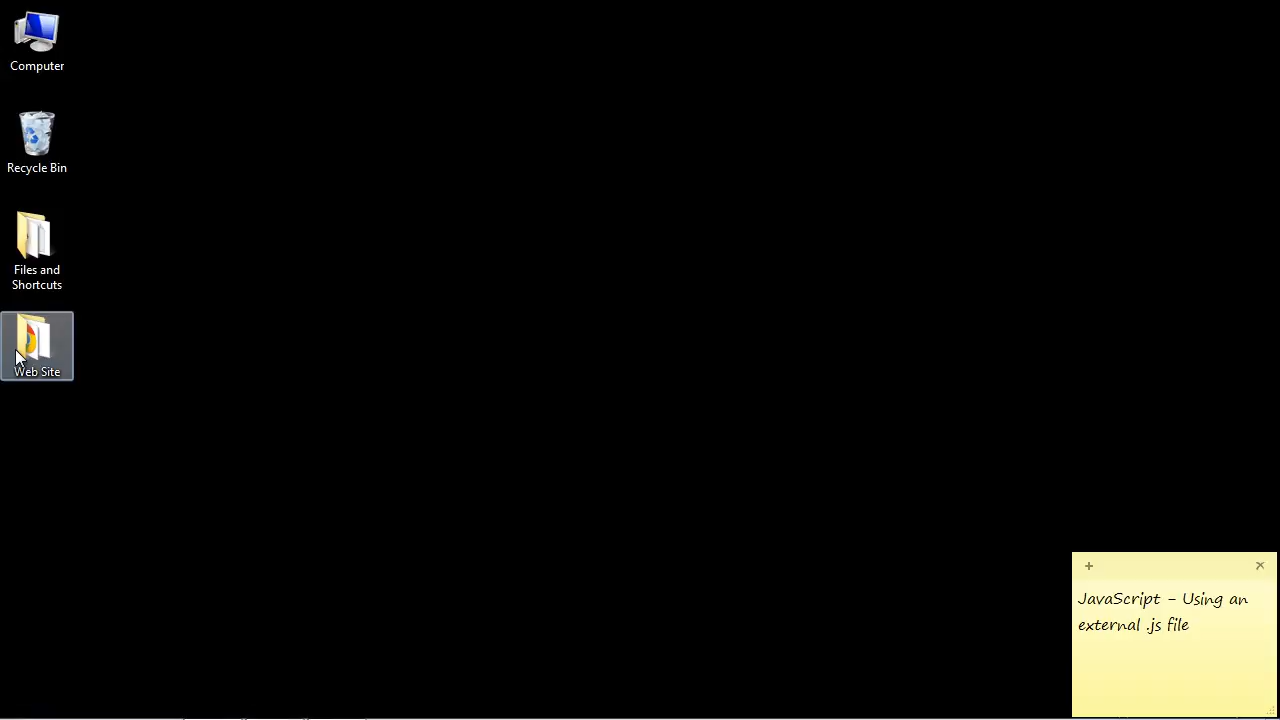 Computer
Recycle Bin
Files and
Shortcuts
Web Site
+
×
JavaScript - Using an
external .js file